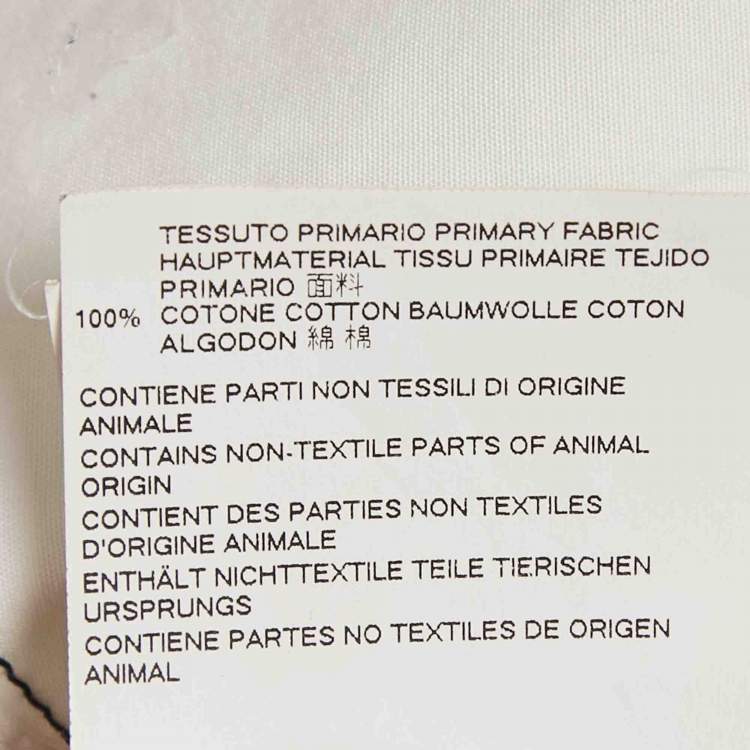 TESSUTO PRIMARIO PRIMARY FABRIC
HAUPTMATERIAL TISSU PRIMAIRE TEJIDO
PRIMARIO 面料
100% COTONE COTTON BAUMWOLLE COTON
ALGODON 綿 棉
CONTIENE PARTI NON TESSILI DI ORIGINE
ANIMALE
CONTAINS NON-TEXTILE PARTS OF ANIMAL
ORIGIN
CONTIENT DES PARTIES NON TEXTILES
D'ORIGINE ANIMALE
ENTHÄLT NICHTTEXTILE TEILE TIERISCHEN
URSPRUNGS
CONTIENE PARTES NO TEXTILES DE ORIGEN
ANIMAL